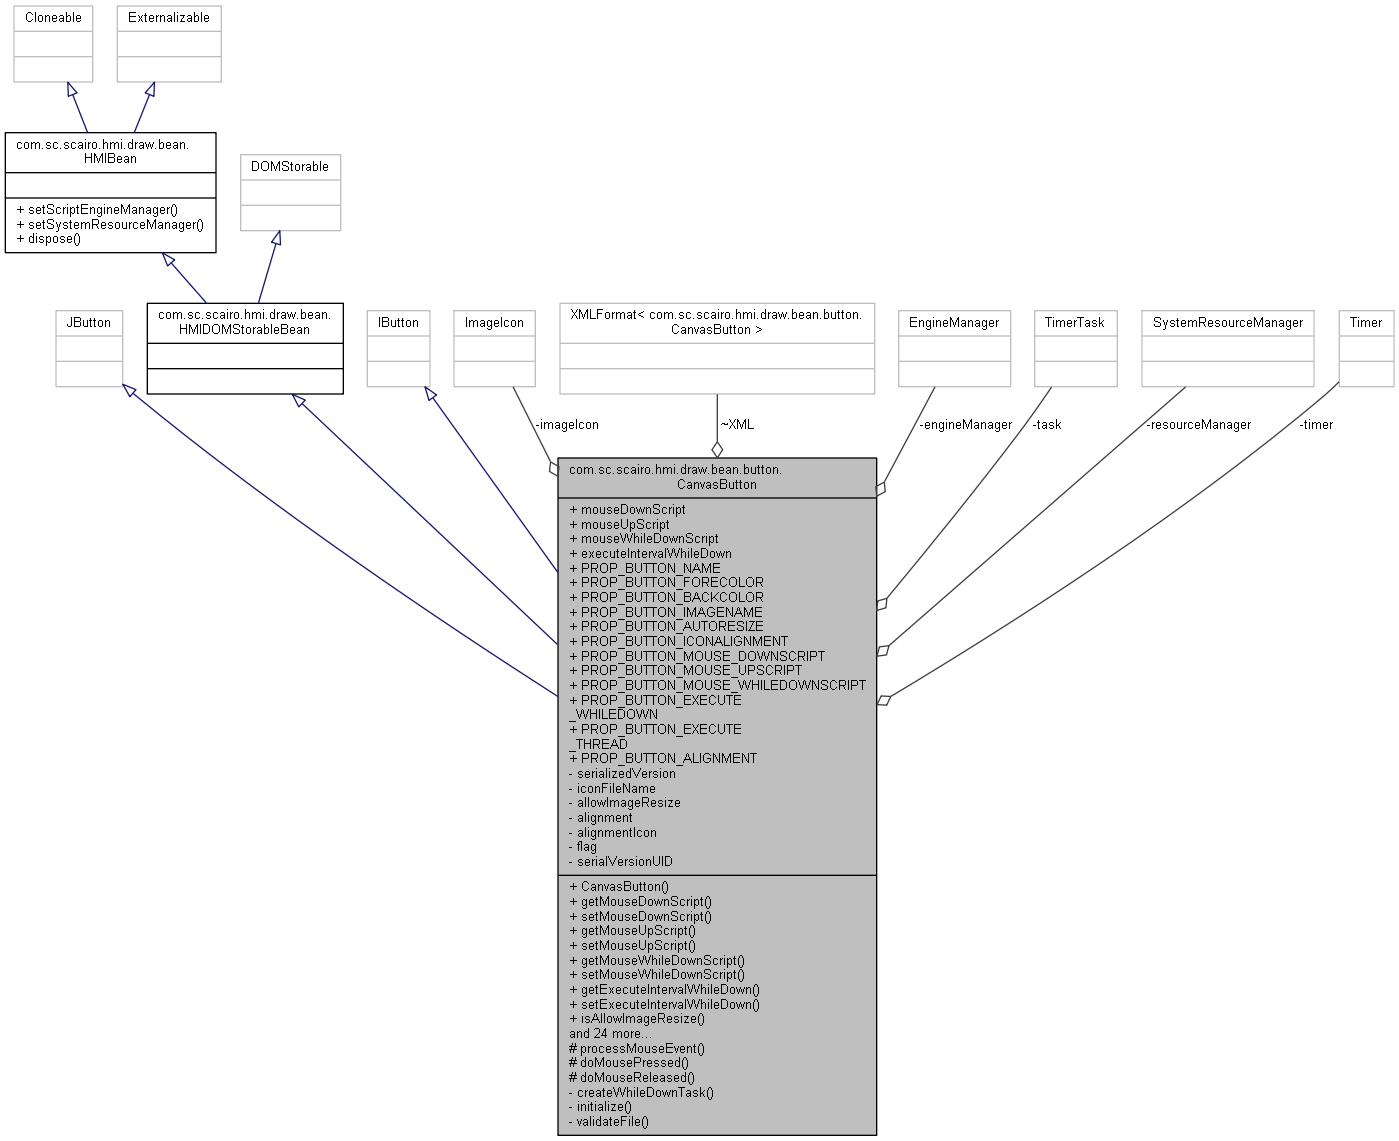 Cloneable
Externalizable
com.sc.scairo.hmi.draw.bean.
HMIBean
+ setScriptEngineManager()
+ setSystemResourceManager()
+ dispose()
DOMStorable
JButton
com.sc.scairo.hmi.draw.bean.
HMIDOMStorableBean
IButton
ImageIcon
XMLFormat< com.sc.scairo.hmi.draw.bean.button.
CanvasButton >
EngineManager
TimerTask
SystemResourceManager
Timer
-imageIcon
~XML
-engineManager
-task
-resourceManager
-timer
com.sc.scairo.hmi.draw.bean.button.
CanvasButton
+ mouseDownScript
+ mouseUpScript
+ mouseWhileDownScript
+ executeIntervalWhileDown
+ PROP_BUTTON_NAME
+ PROP_BUTTON_FORECOLOR
+ PROP_BUTTON_BACKCOLOR
+ PROP_BUTTON_IMAGENAME
+ PROP_BUTTON_AUTORESIZE
+ PROP_BUTTON_ICONALIGNMENT
+ PROP_BUTTON_MOUSE_DOWNSCRIPT
+ PROP_BUTTON_MOUSE_UPSCRIPT
+ PROP_BUTTON_MOUSE_WHILEDOWNSCRIPT
+ PROP_BUTTON_EXECUTE
_WHILEDOWN
+ PROP_BUTTON_EXECUTE
_THREAD
+ PROP_BUTTON_ALIGNMENT
- serializedVersion
- iconFileName
- allowImageResize
- alignment
- alignmentIcon
- flag
- serialVersionUID
+ CanvasButton()
+ getMouseDownScript()
+ setMouseDownScript()
+ getMouseUpScript()
+ setMouseUpScript()
+ getMouseWhileDownScript()
+ setMouseWhileDownScript()
+ getExecuteIntervalWhileDown()
+ setExecuteIntervalWhileDown()
+ isAllowImageResize()
and 24 more...
# processMouseEvent()
# doMousePressed()
# doMouseReleased()
- createWhileDownTask()
- initialize()
- validateFile()